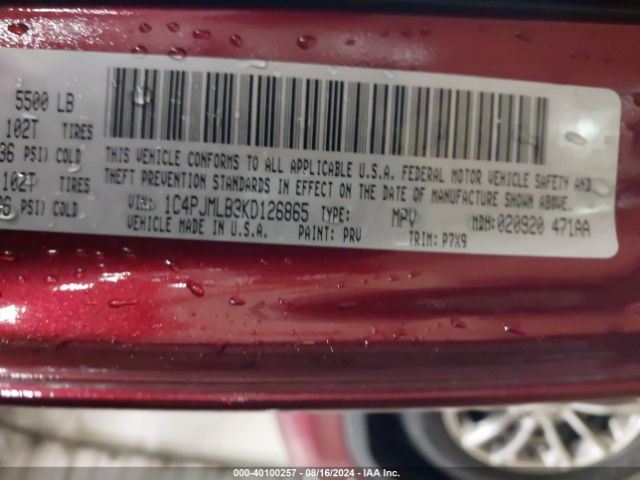 5500 LB
102T TIRES
36 PSI) COLD
102T TIRES
36 PSI) COLD
THIS VEHICLE CONFORMS TO ALL APPLICABLE U.S.A. FEDERAL MOTOR VEHICLE SAFETY AND
THEFT PREVENTION STANDARDS IN EFFECT ON THE DATE OF MANUFACTURE SHOWN ABOVE.
VIN: 1C4PJMLB3KD126865 TYPE: MPV MDH: 020920 471AA
VEHICLE MADE IN U.S.A. PAINT: PRV TRIM: P7X9
000-40100257 - 08/16/2024 - IAA Inc.